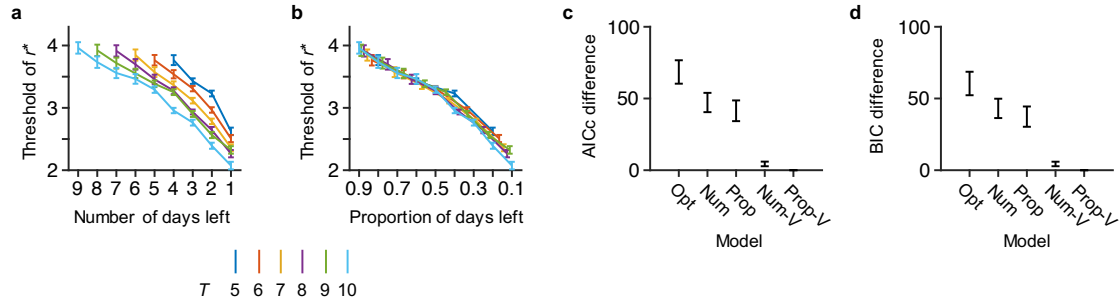 a
Threshold of r*
4
3
2
9 8 7 6 5 4 3 2 1
Number of days left
b
Threshold of r*
4
3
2
0.9 0.7 0.5 0.3 0.1
Proportion of days left
T 5 6 7 8 9 10
c
AICc difference
100
50
0
Opt Num Prop Num-V Prop-V
Model
d
BIC difference
100
50
0
Opt Num Prop Num-V Prop-V
Model